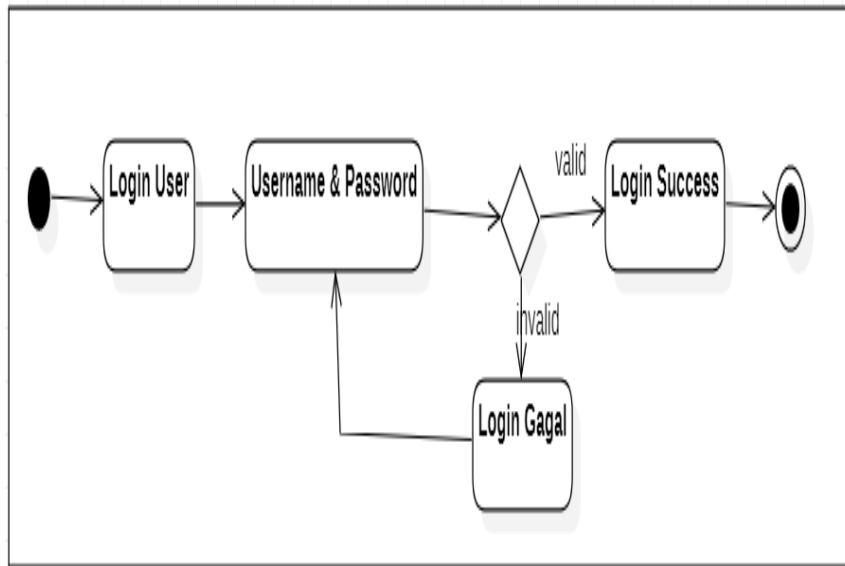 Login User
Username & Password
valid
Login Success
invalid
Login Gagal